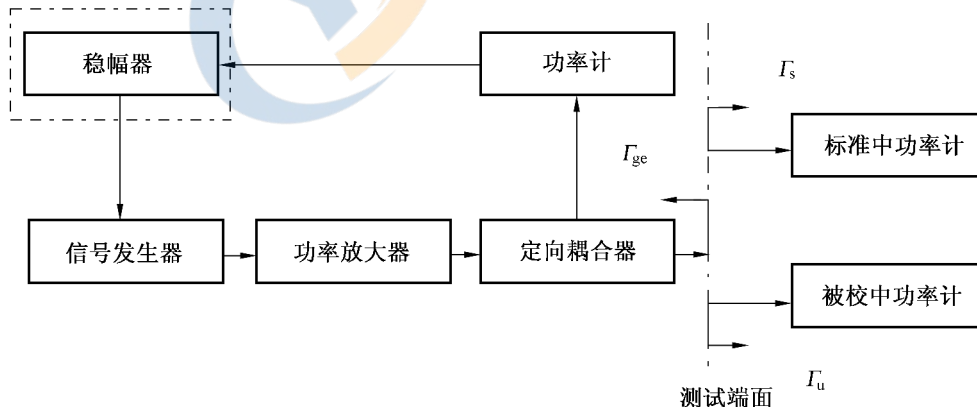 稳幅器
功率计
Γs
标准中功率计
Γge
信号发生器
功率放大器
定向耦合器
被校中功率计
Γu
测试端面